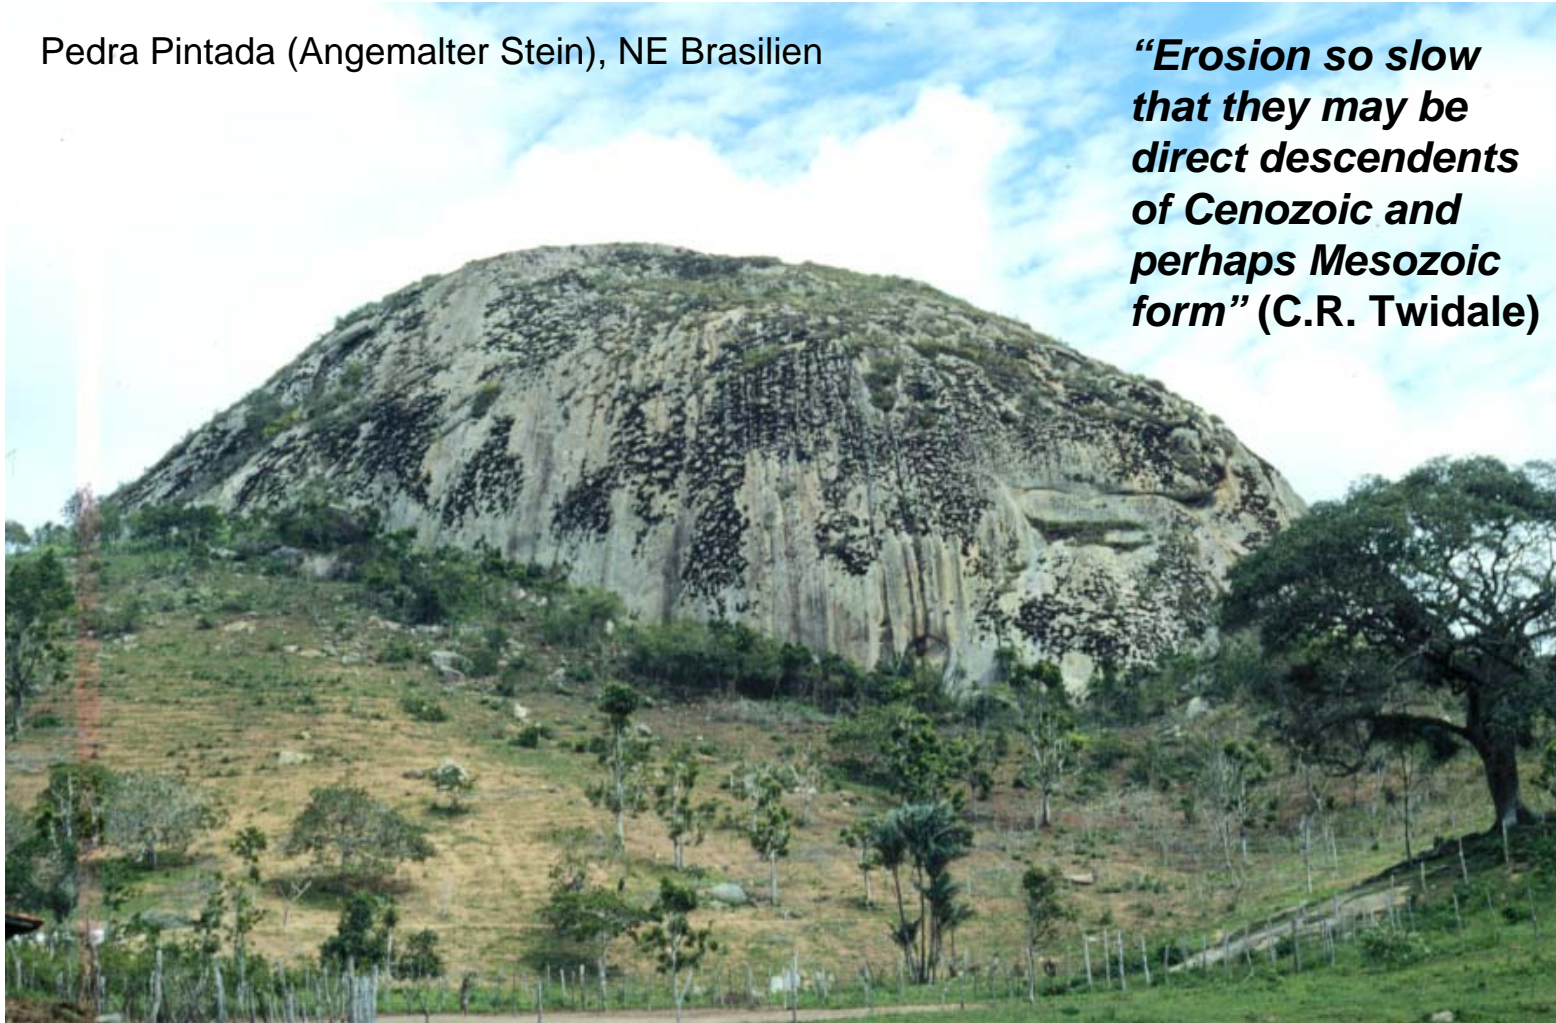 Pedra Pintada (Angemalter Stein), NE Brasilien
“Erosion so slow
that they may be
direct descendents
of Cenozoic and
perhaps Mesozoic
form” (C.R. Twidale)